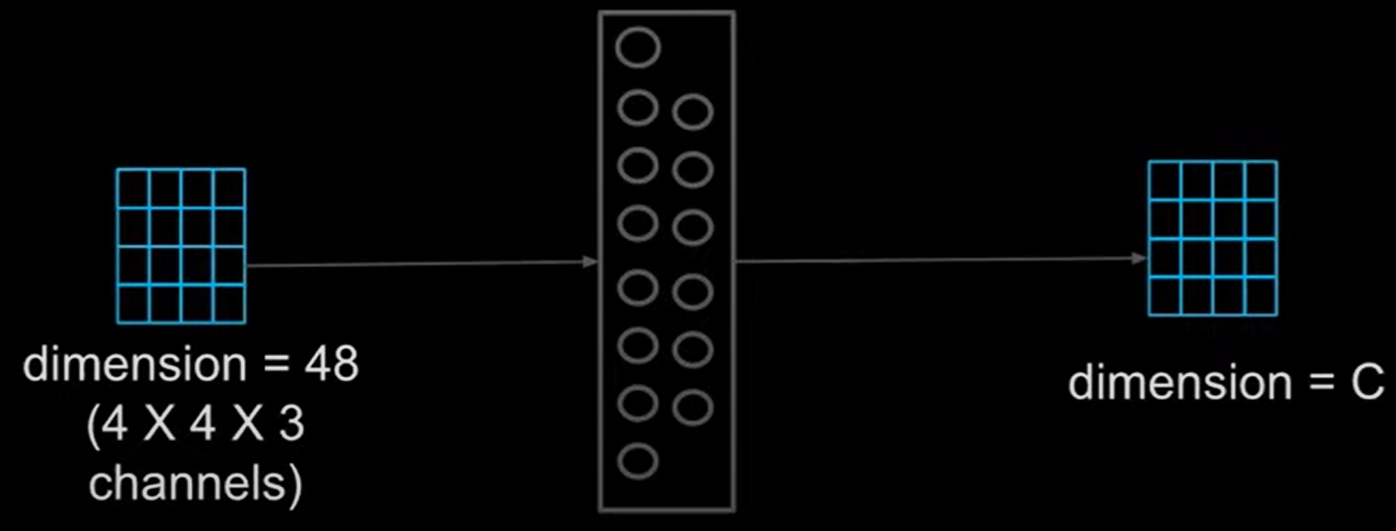 dimension = 48
(4 X 4 X 3
channels)
dimension = C